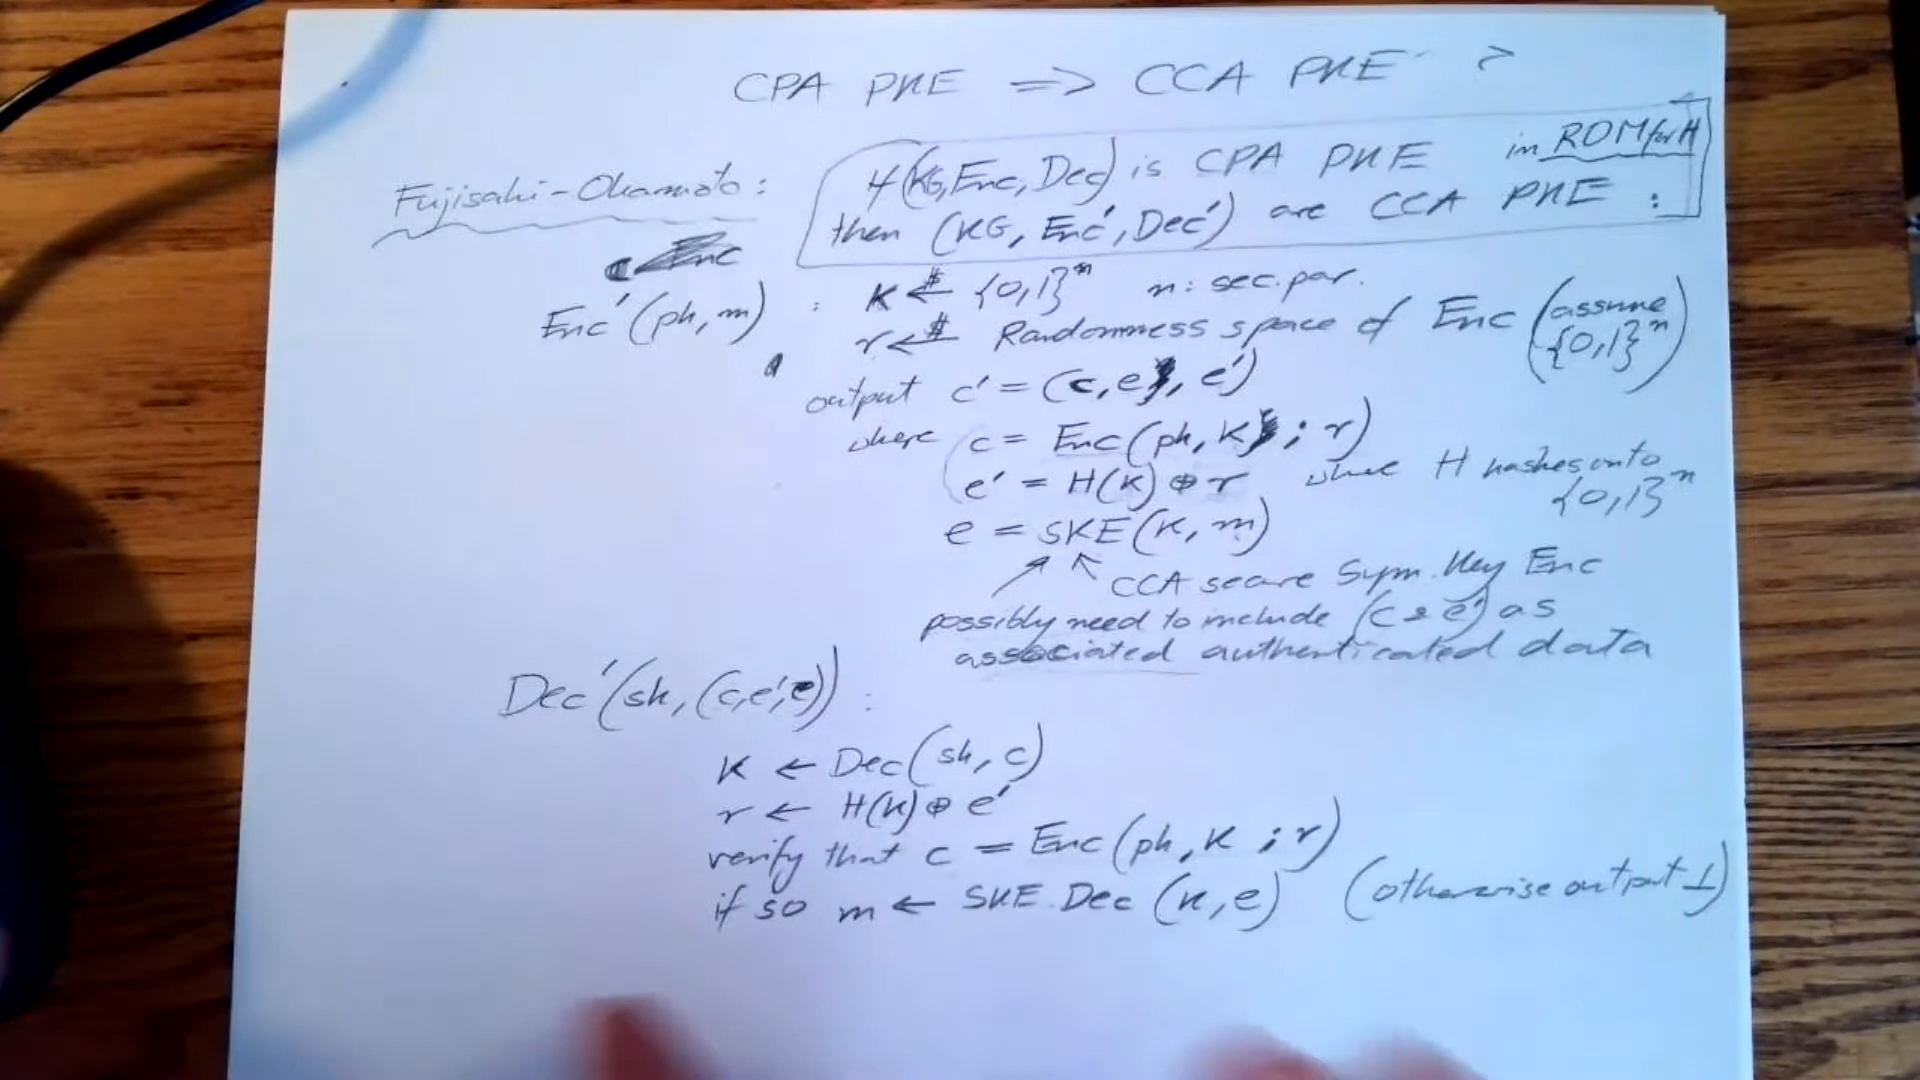 CPA PKE => CCA PKE ?
Fujisaki-Okamoto: If (KG, Enc, Dec) is CPA PKE in ROM for H
then (KG, Enc', Dec') are CCA PKE :
Enc
Enc'(pk, m) : K <-$ {0,1}^n n: sec. par.
r <-$ Randomness space of Enc (assume {0,1}^n)
output c' = (c, e, e')
where c = Enc(pk, K ; r)
e' = H(K) ⊕ r where H hashes onto {0,1}^n
e = SKE(K, m)
CCA secure Sym. Key Enc
possibly need to include (c & e') as
associated authenticated data
Dec'(sk, (c, e', e)) :
K ← Dec(sk, c)
r ← H(K) ⊕ e'
verify that c = Enc(pk, K ; r)
if so m ← SKE.Dec(K, e) (otherwise output ⊥)